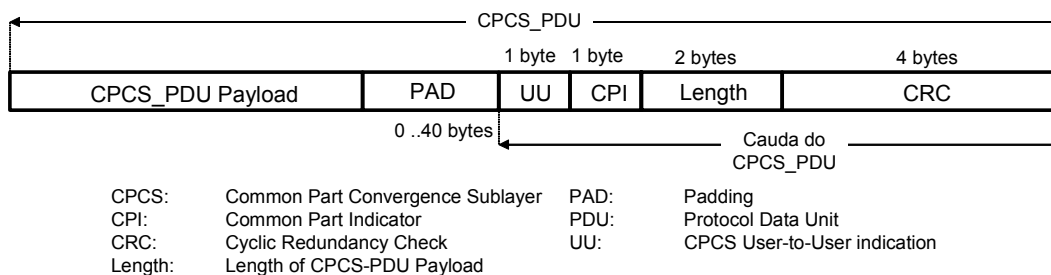 CPCS_PDU
1 byte 1 byte 2 bytes 4 bytes
CPCS_PDU Payload PAD UU CPI Length CRC
0 ..40 bytes
Cauda do
CPCS_PDU
CPCS: Common Part Convergence Sublayer PAD: Padding
CPI: Common Part Indicator PDU: Protocol Data Unit
CRC: Cyclic Redundancy Check UU: CPCS User-to-User indication
Length: Length of CPCS-PDU Payload